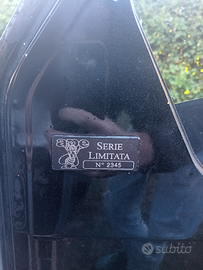 SERIE
LIMITATA
N° 2345
subito